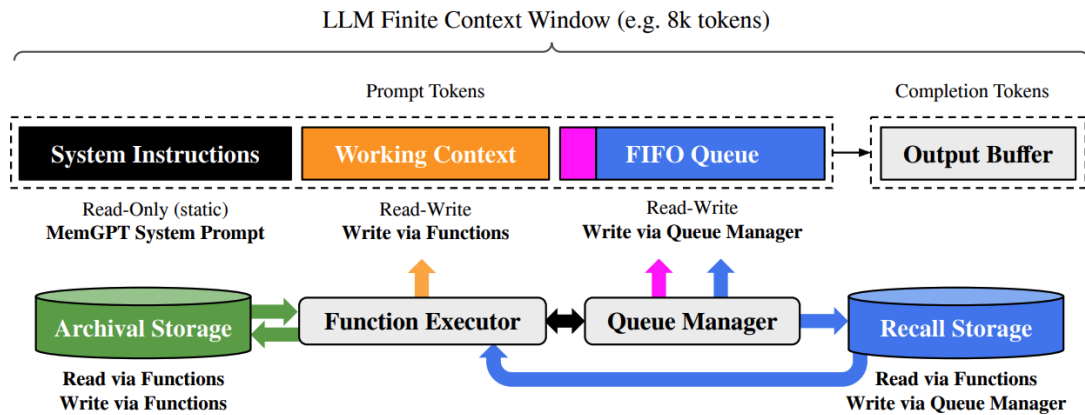 LLM Finite Context Window (e.g. 8k tokens)
Prompt Tokens
Completion Tokens
System Instructions
Working Context
FIFO Queue
Output Buffer
Read-Only (static)
MemGPT System Prompt
Read-Write
Write via Functions
Read-Write
Write via Queue Manager
Archival Storage
Function Executor
Queue Manager
Recall Storage
Read via Functions
Write via Functions
Read via Functions
Write via Queue Manager